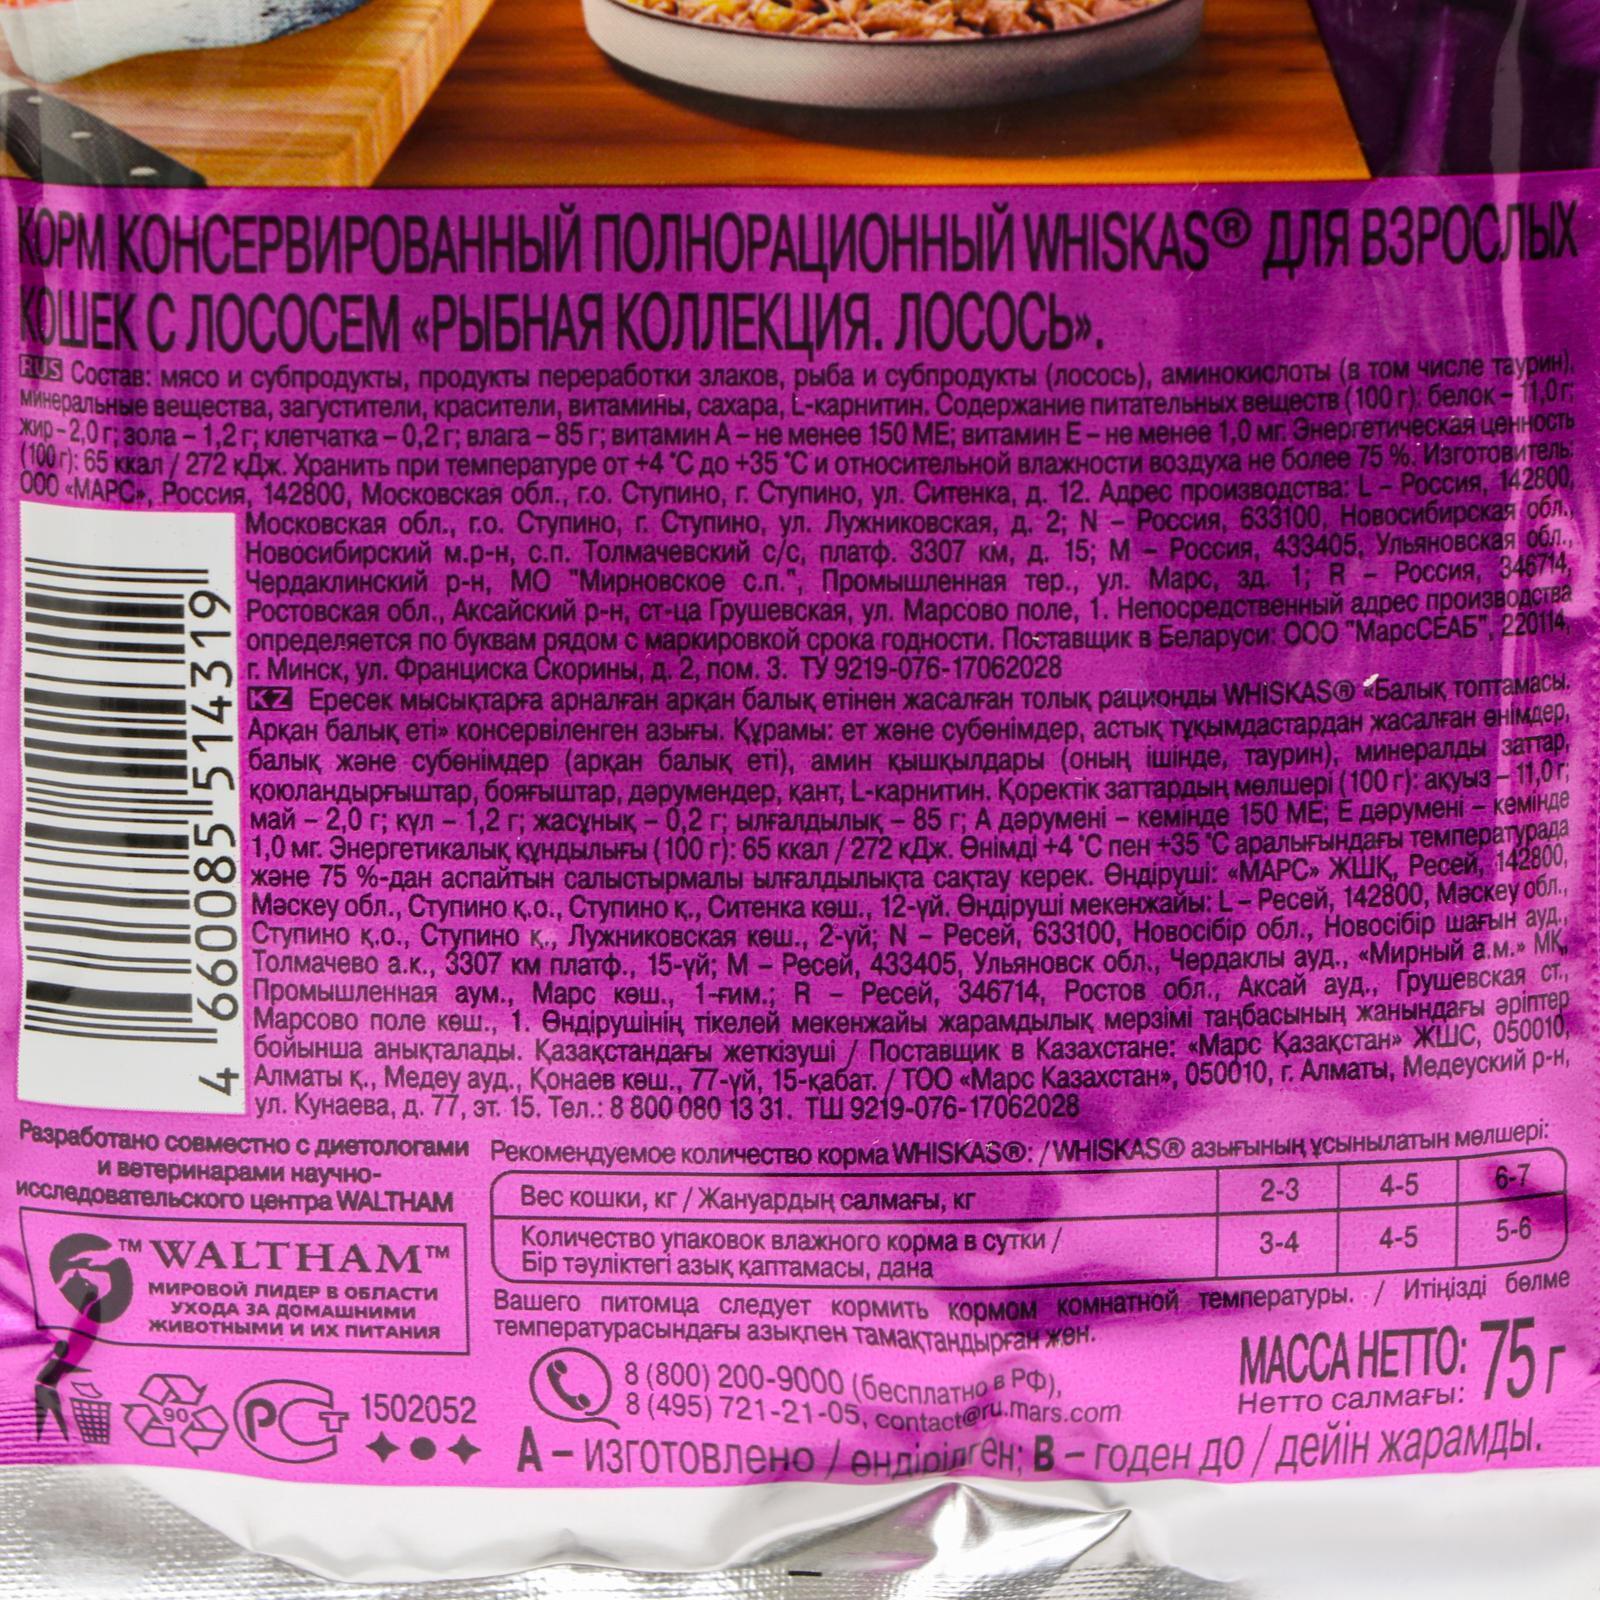 КОРМ КОНСЕРВИРОВАННЫЙ ПОЛНОРАЦИОННЫЙ WHISKAS® ДЛЯ ВЗРОСЛЫХ
КОШЕК С ЛОСОСЕМ «РЫБНАЯ КОЛЛЕКЦИЯ. ЛОСОСЬ».
RUS Состав: мясо и субпродукты, продукты переработки злаков, рыба и субпродукты (лосось), аминокислоты (в том числе таурин),
минеральные вещества, загустители, красители, витамины, сахара, L-карнитин. Содержание питательных веществ (100 г): белок – 11,0 г;
жир – 2,0 г; зола – 1,2 г; клетчатка – 0,2 г; влага – 85 г; витамин А – не менее 150 МЕ; витамин Е – не менее 1,0 мг. Энергетическая ценность
(100 г): 65 ккал / 272 кДж. Хранить при температуре от +4 °С до +35 °С и относительной влажности воздуха не более 75 %. Изготовитель:
ООО «МАРС», Россия, 142800, Московская обл., г.о. Ступино, г. Ступино, ул. Ситенка, д. 12. Адрес производства: L – Россия, 142800,
Московская обл., г.о. Ступино, г. Ступино, ул. Лужниковская, д. 2; N – Россия, 633100, Новосибирская обл.,
Новосибирский м.р-н, с.п. Толмачевский с/с, платф. 3307 км, д. 15; M – Россия, 433405, Ульяновская обл.,
Чердаклинский р-н, МО "Мирновское с.п.", Промышленная тер., ул. Марс, зд. 1; R – Россия, 346714,
Ростовская обл., Аксайский р-н, ст-ца Грушевская, ул. Марсово поле, 1. Непосредственный адрес производства
определяется по буквам рядом с маркировкой срока годности. Поставщик в Беларуси: ООО "МарсСЕАБ", 220114,
г. Минск, ул. Франциска Скорины, д. 2, пом. 3. ТУ 9219-076-17062028
KZ Ересек мысықтарға арналған арқан балық етінен жасалған толық рационды WHISKAS® «Балық топтамасы.
Арқан балық еті» консервіленген азығы. Құрамы: ет және субөнімдер, астық тұқымдастардан жасалған өнімдер,
балық және субөнімдер (арқан балық еті), амин қышқылдары (оның ішінде, таурин), минералды заттар,
қоюландырғыштар, бояғыштар, дәрумендер, қант, L-карнитин. Қоректік заттардың мөлшері (100 г): ақуыз – 11,0 г;
май – 2,0 г; күл – 1,2 г; жасұнық – 0,2 г; ылғалдылық – 85 г; А дәрумені – кемінде 150 МЕ; Е дәрумені – кемінде
1,0 мг. Энергетикалық құндылығы (100 г): 65 ккал / 272 кДж. Өнімді +4 °С пен +35 °С аралығындағы температурада
және 75 %-дан аспайтын салыстырмалы ылғалдылықта сақтау керек. Өндіруші: «МАРС» ЖШҚ, Ресей, 142800,
Мәскеу обл., Ступино қ.о., Ступино қ., Ситенка көш., 12-үй. Өндіруші мекенжайы: L – Ресей, 142800, Мәскеу обл.,
Ступино қ.о., Ступино қ., Лужниковская көш., 2-үй; N – Ресей, 633100, Новосібір обл., Новосібір шағын ауд.,
Толмачево а.к., 3307 км платф., 15-үй; M – Ресей, 433405, Ульяновск обл., Чердаклы ауд., «Мирный а.м.» МҚ,
Промышленная аум., Марс көш., 1-ғим.; R – Ресей, 346714, Ростов обл., Аксай ауд., Грушевская ст.,
Марсово поле көш., 1. Өндірушінің тікелей мекенжайы жарамдылық мерзімі таңбасының жанындағы әріптер
бойынша анықталады. Қазақстандағы жеткізуші / Поставщик в Казахстане: «Марс Қазақстан» ЖШС, 050010,
Алматы қ., Медеу ауд., Қонаев көш., 77-үй, 15-қабат. / ТОО «Марс Казахстан», 050010, г. Алматы, Медеуский р-н,
ул. Кунаева, д. 77, эт. 15. Тел.: 8 800 080 13 31. ТШ 9219-076-17062028
4 660085 514319
Разработано совместно с диетологами
и ветеринарами научно-
исследовательского центра WALTHAM
™ WALTHAM™
МИРОВОЙ ЛИДЕР В ОБЛАСТИ
УХОДА ЗА ДОМАШНИМИ
ЖИВОТНЫМИ И ИХ ПИТАНИЯ
Рекомендуемое количество корма WHISKAS®: / WHISKAS® азығының ұсынылатын мөлшері:
Вес кошки, кг / Жануардың салмағы, кг 2-3 4-5 6-7
Количество упаковок влажного корма в сутки / 3-4 4-5 5-6
Бір тәуліктегі азық қаптамасы, дана
Вашего питомца следует кормить кормом комнатной температуры. / Итіңізді бөлме
температурасындағы азықпен тамақтандырған жөн.
8 (800) 200-9000 (бесплатно в РФ),
8 (495) 721-21-05, contact@ru.mars.com
МАССА НЕТТО: 75 г
Нетто салмағы:
90
РСТ
1502052
А – ИЗГОТОВЛЕНО / өндірілген; В – ГОДЕН ДО / дейін жарамды.